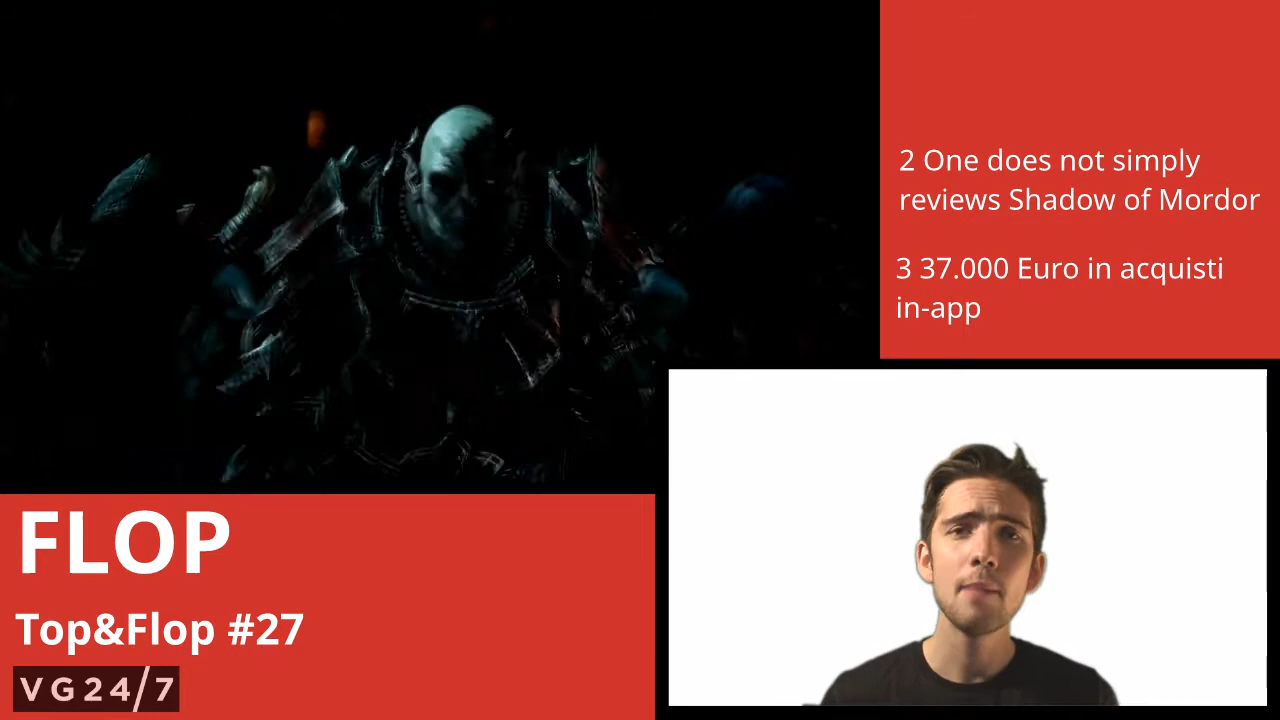 2 One does not simply
reviews Shadow of Mordor
3 37.000 Euro in acquisti
in-app
FLOP
Top&Flop #27
VG24/7